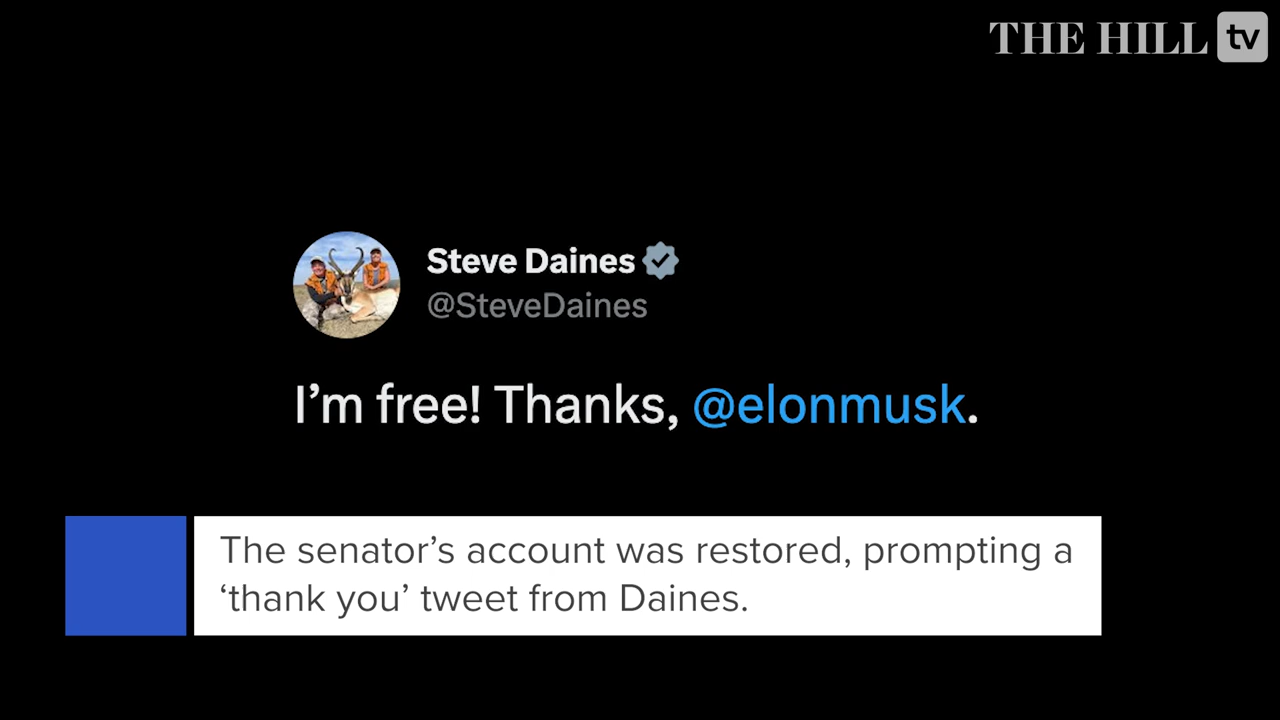 THE HILL tv
Steve Daines
@SteveDaines
I’m free! Thanks, @elonmusk.
The senator’s account was restored, prompting a
‘thank you’ tweet from Daines.